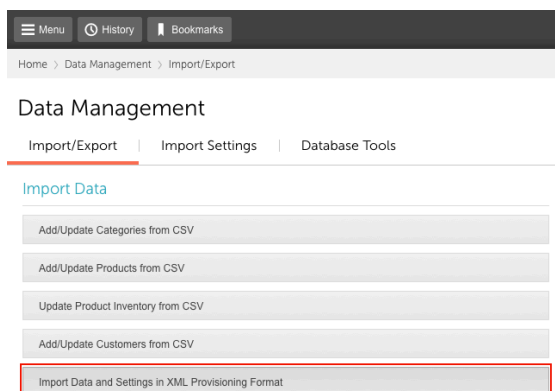 Menu History Bookmarks
Home > Data Management > Import/Export
Data Management
Import/Export | Import Settings | Database Tools
Import Data
Add/Update Categories from CSV
Add/Update Products from CSV
Update Product Inventory from CSV
Add/Update Customers from CSV
Import Data and Settings in XML Provisioning Format